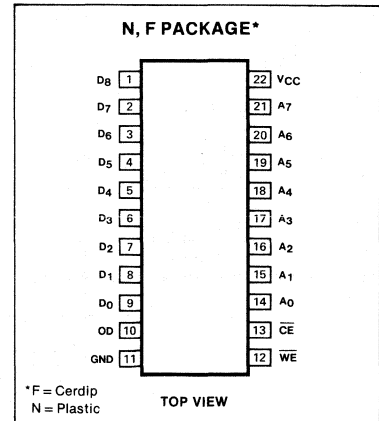 N, F PACKAGE*
D8 1 22 VCC
D7 2 21 A7
D6 3 20 A6
D5 4 19 A5
D4 5 18 A4
D3 6 17 A3
D2 7 16 A2
D1 8 15 A1
D0 9 14 A0
OD 10 13 C̅E̅
GND 11 12 W̅E̅
*F = Cerdip
N = Plastic
TOP VIEW